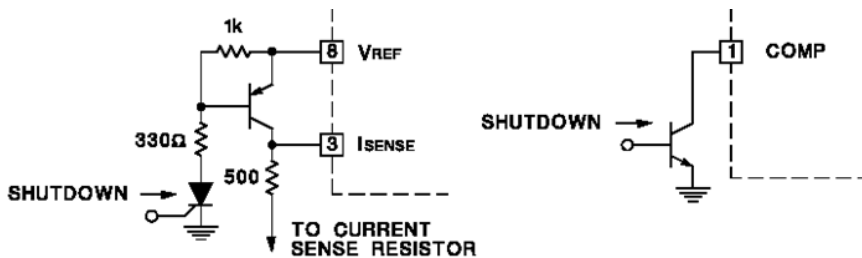 1k
8 VREF
330Ω
3 ISENSE
500
SHUTDOWN
TO CURRENT
SENSE RESISTOR
1 COMP
SHUTDOWN